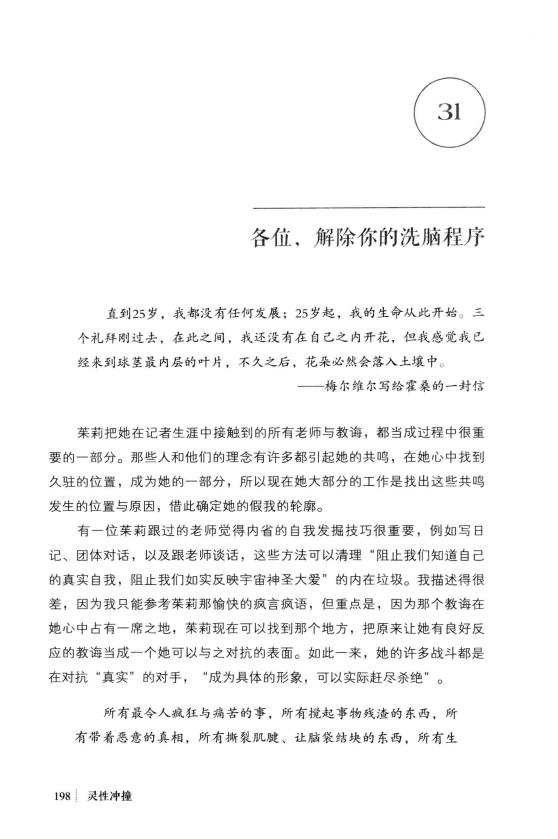 31
各位，解除你的洗脑程序
直到25岁，我都没有任何发展；25岁起，我的生命从此开始。三
个礼拜刚过去，在此之间，我还没有在自己之内开花，但我感觉我已
经来到球茎最内层的叶片，不久之后，花朵必然会落入土壤中。
——梅尔维尔写给霍桑的一封信
茱莉把她在记者生涯中接触到的所有老师与教诲，都当成过程中很重
要的一部分。那些人和他们的理念有许多都引起她的共鸣，在她心中找到
久驻的位置，成为她的一部分，所以现在她大部分的工作是找出这些共鸣
发生的位置与原因，借此确定她的假我的轮廓。
有一位茱莉跟过的老师觉得内省的自我发掘技巧很重要，例如写日
记、团体对话，以及跟老师谈话，这些方法可以清理“阻止我们知道自己
的真实自我，阻止我们如实反映宇宙神圣大爱”的内在垃圾。我描述得很
差，因为我只能参考茱莉那愉快的疯言疯语，但重点是，因为那个教诲在
她心中占有一席之地，茱莉现在可以找到那个地方，把原来让她有良好反
应的教诲当成一个她可以与之对抗的表面。如此一来，她的许多战斗都是
在对抗“真实”的对手，“成为具体的形象，可以实际赶尽杀绝”。
所有最令人疯狂与痛苦的事，所有搅起事物残渣的东西，所
有带着恶意的真相，所有撕裂肌腱、让脑袋结块的东西，所有生
198 灵性冲撞